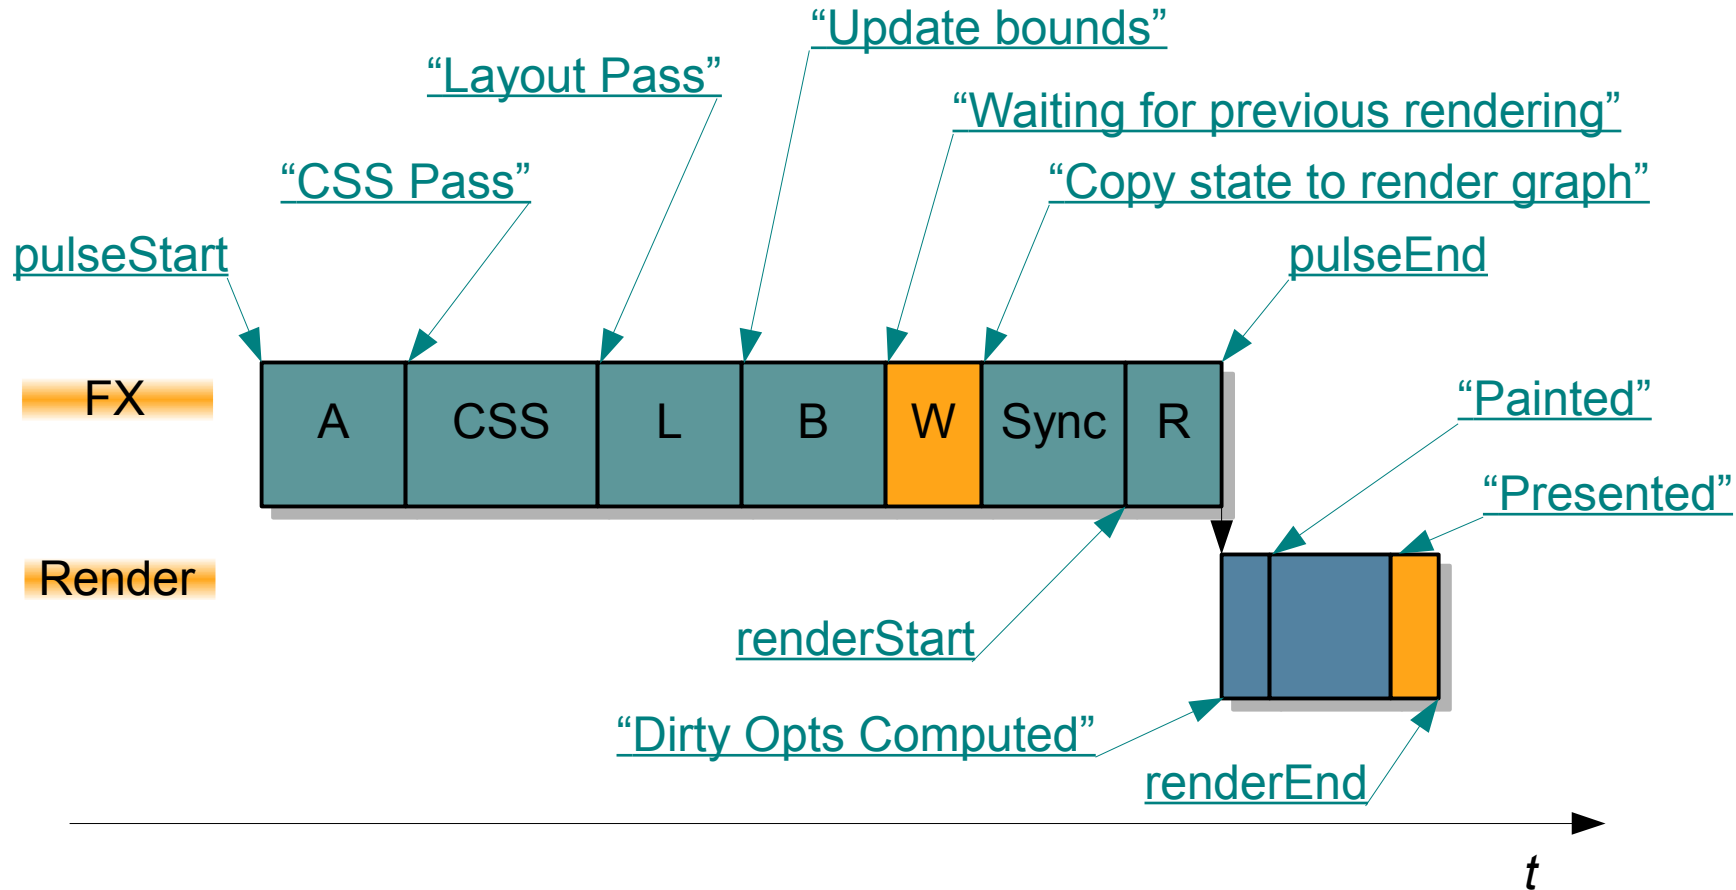 “Update bounds”
“Layout Pass”
“Waiting for previous rendering”
“CSS Pass”
“Copy state to render graph”
pulseStart
pulseEnd
FX
A
CSS
L
B
W
Sync
R
“Painted”
“Presented”
Render
renderStart
“Dirty Opts Computed”
renderEnd
t